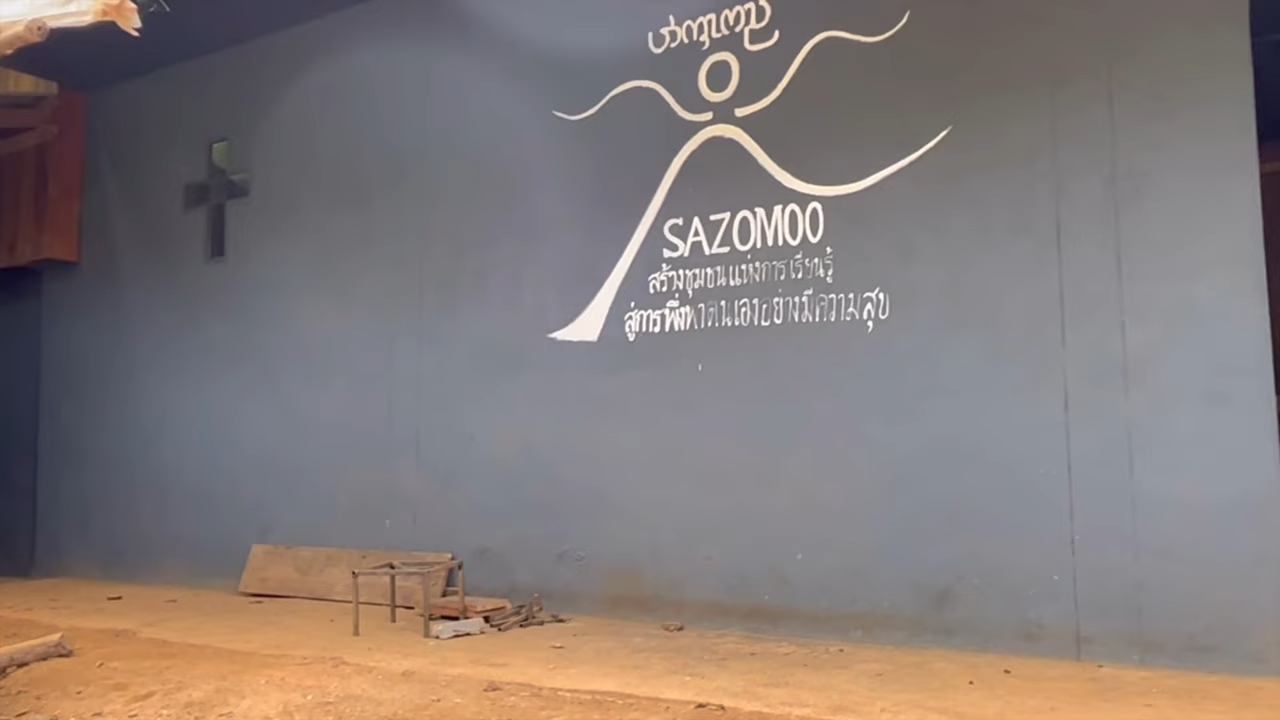 SAZOMOO
สร้างชุมชนแห่งการเรียนรู้
สู่การพึ่งพาตนเองอย่างมีความสุข